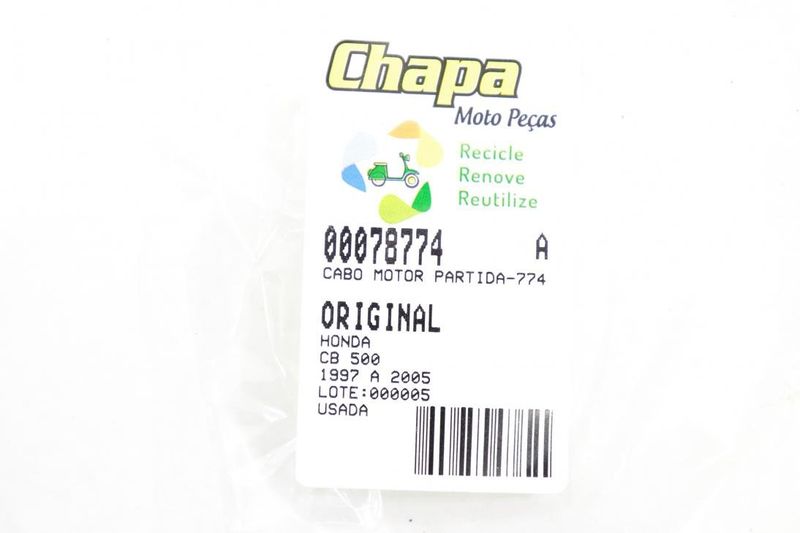 Chapa
Moto Peças
Recicle
Renove
Reutilize
00078774 A
CABO MOTOR PARTIDA-774
ORIGINAL
HONDA
CB 500
1997 A 2005
LOTE:000005
USADA